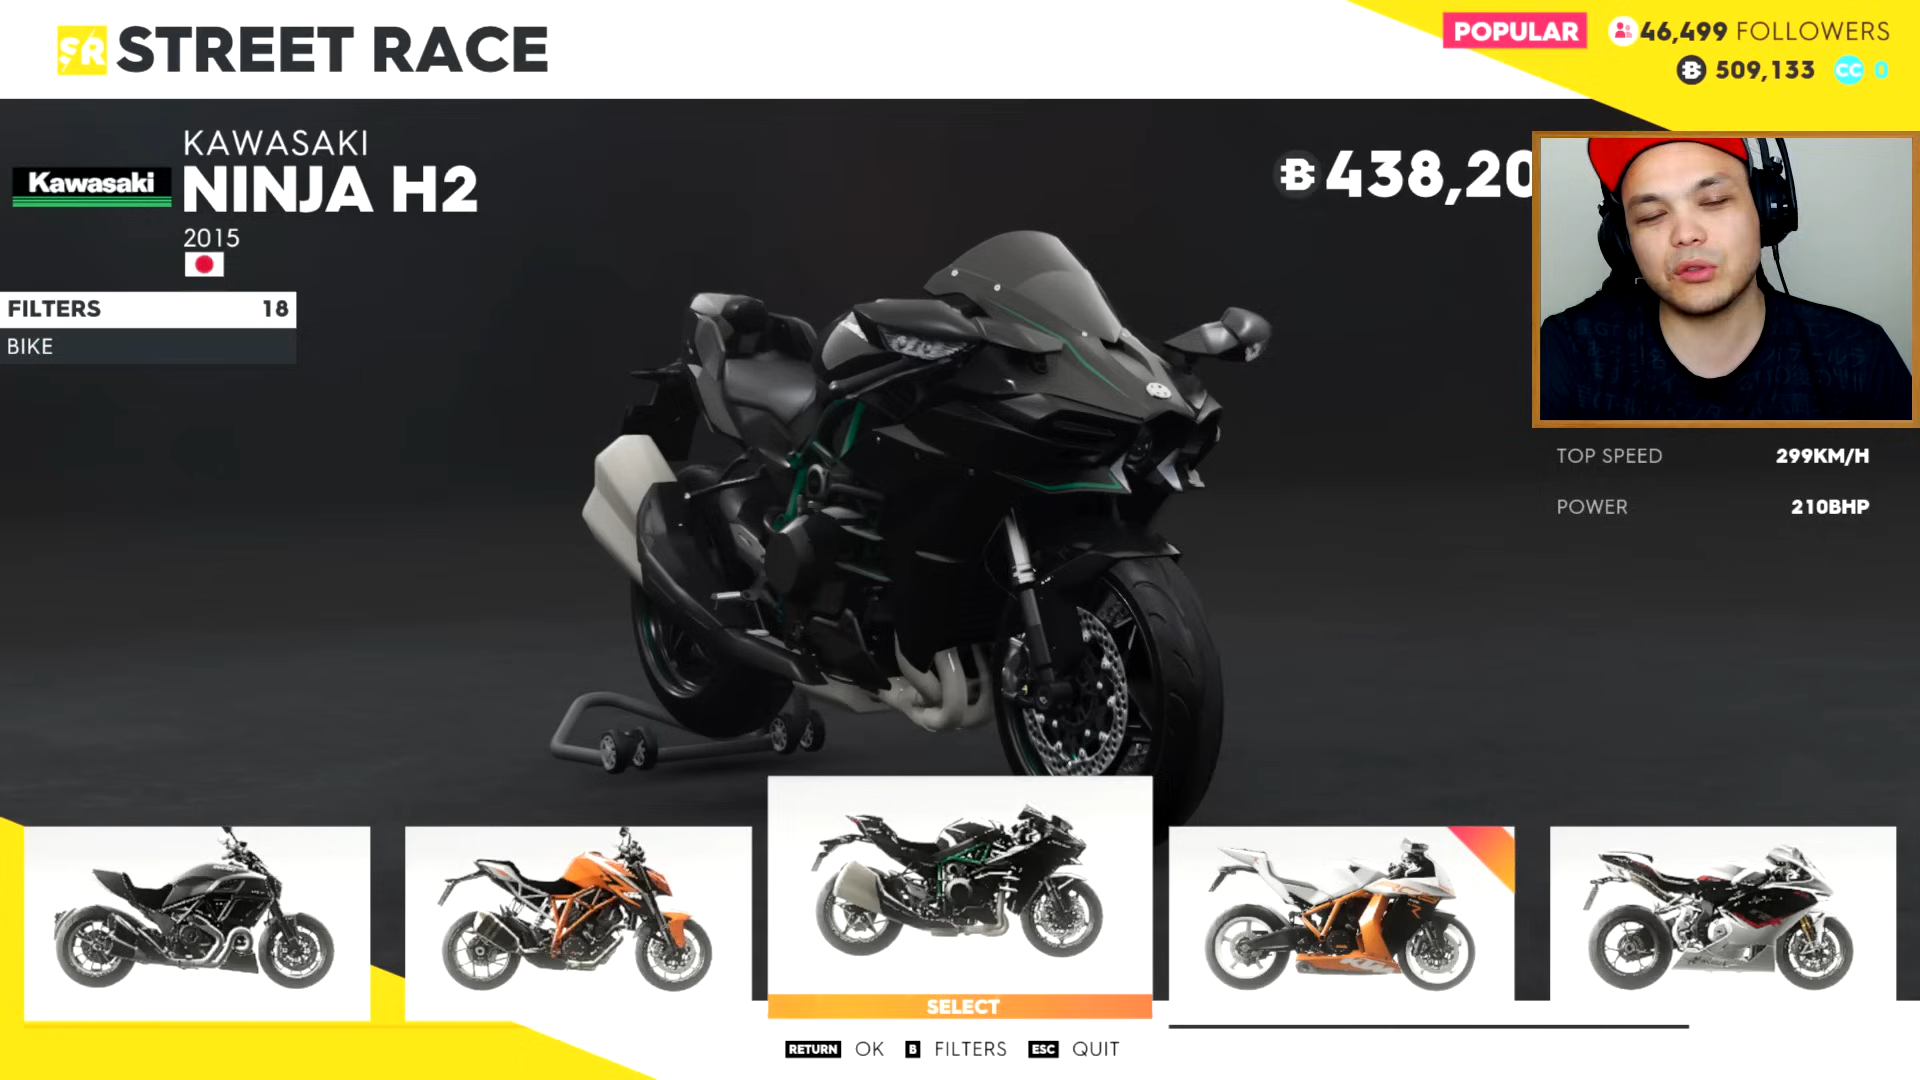 SR STREET RACE
POPULAR
46,499 FOLLOWERS
509,133 CC 0
KAWASAKI
Kawasaki
NINJA H2
2015
438,20
FILTERS 18
BIKE
TOP SPEED 299KM/H
POWER 210BHP
SELECT
RETURN OK B FILTERS ESC QUIT